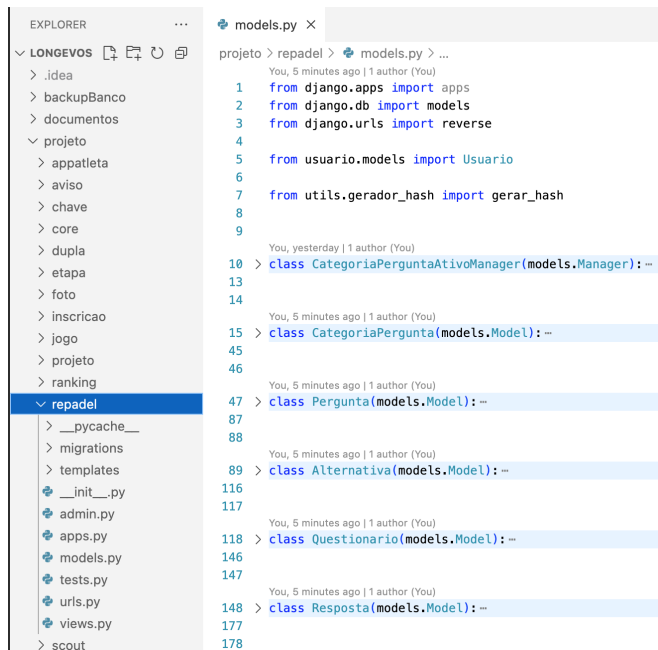 EXPLORER
LONGEVOS
.idea
backupBanco
documentos
projeto
appatleta
aviso
chave
core
dupla
etapa
foto
inscricao
jogo
projeto
ranking
repadel
__pycache__
migrations
templates
__init__.py
admin.py
apps.py
models.py
tests.py
urls.py
views.py
scout
models.py
projeto > repadel > models.py > ...
You, 5 minutes ago | 1 author (You)
1 from django.apps import apps
2 from django.db import models
3 from django.urls import reverse
4
5 from usuario.models import Usuario
6
7 from utils.gerador_hash import gerar_hash
8
9
You, yesterday | 1 author (You)
10 > class CategoriaPerguntaAtivoManager(models.Manager): ⋯
13
14
You, 5 minutes ago | 1 author (You)
15 > class CategoriaPergunta(models.Model): ⋯
45
46
You, 5 minutes ago | 1 author (You)
47 > class Pergunta(models.Model): ⋯
87
88
You, 5 minutes ago | 1 author (You)
89 > class Alternativa(models.Model): ⋯
116
117
You, 5 minutes ago | 1 author (You)
118 > class Questionario(models.Model): ⋯
146
147
You, 5 minutes ago | 1 author (You)
148 > class Resposta(models.Model): ⋯
177
178